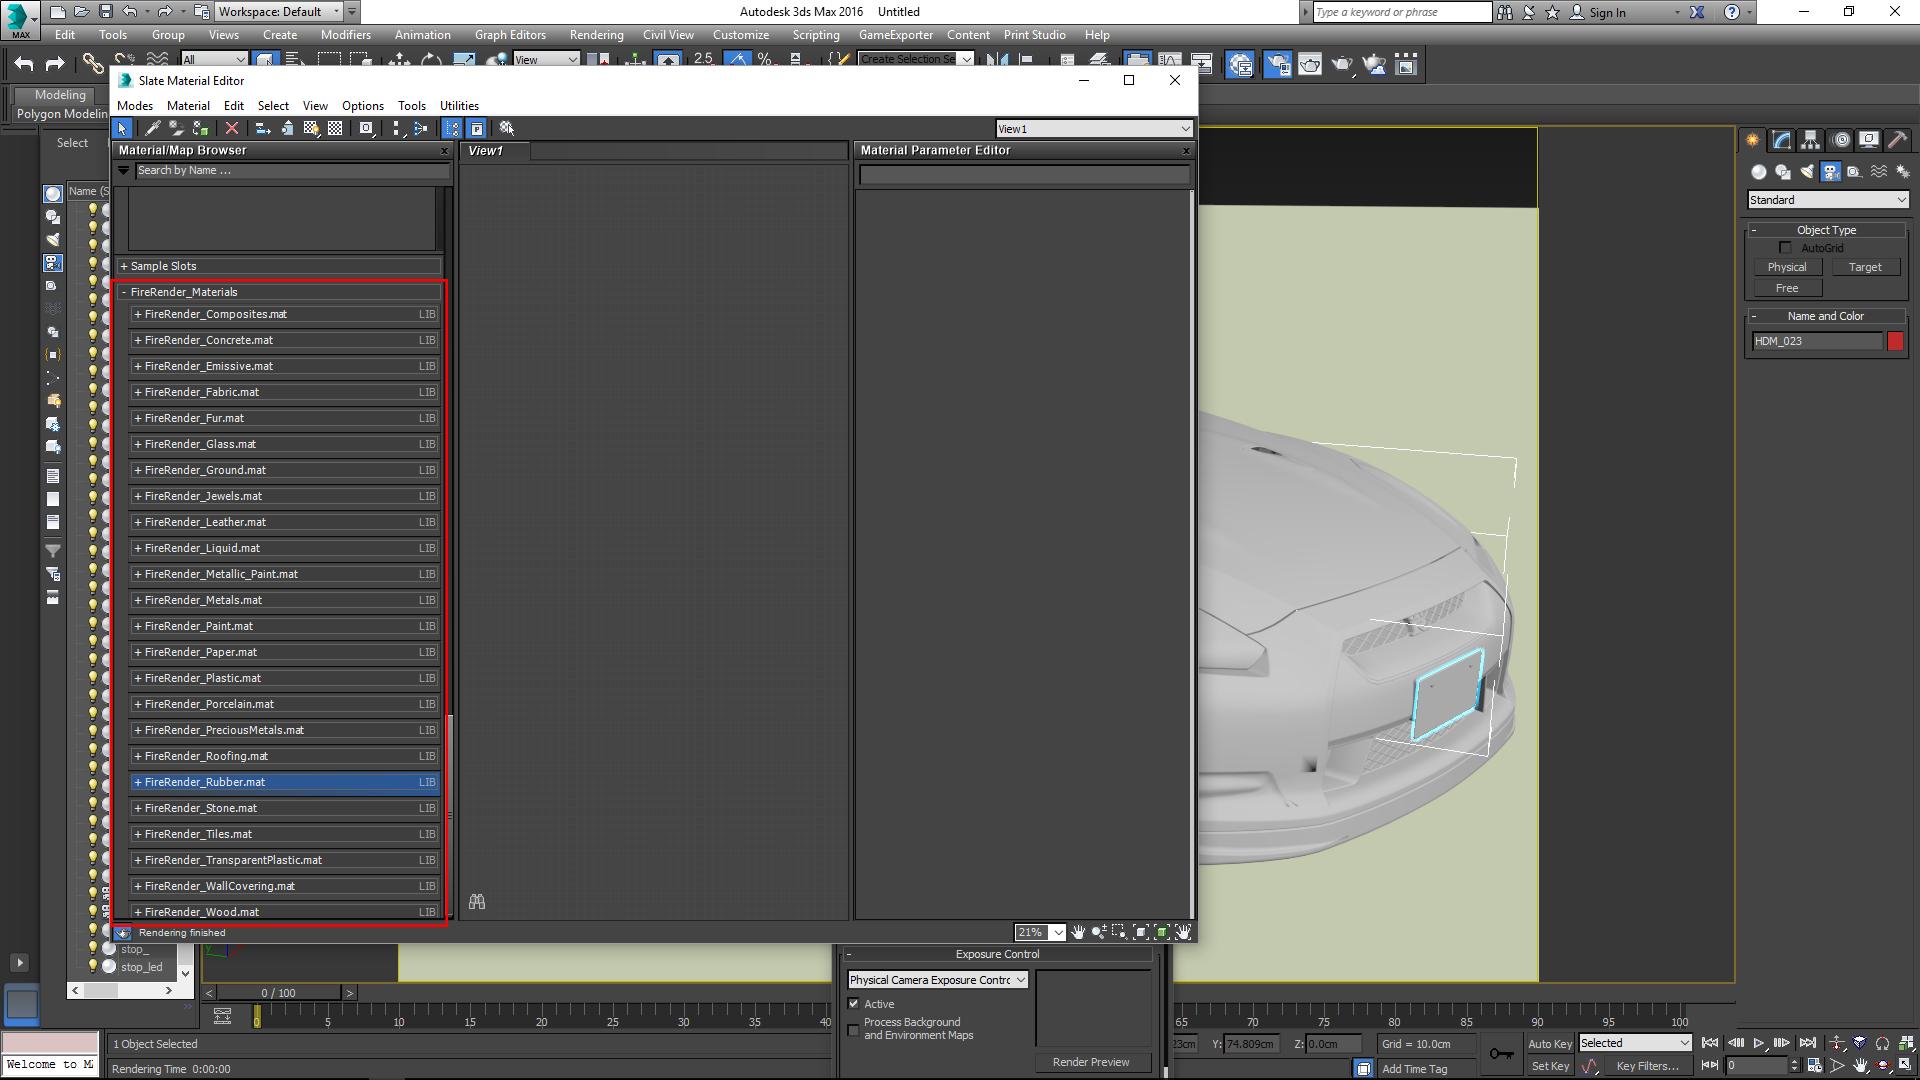 MAX
Workspace: Default
Autodesk 3ds Max 2016 Untitled
Type a keyword or phrase
Sign In
Edit Tools Group Views Create Modifiers Animation Graph Editors Rendering Civil View Customize Scripting GameExporter Content Print Studio Help
All
View
2.5
Create Selection Se
Modeling
Polygon Modelin
Select
Name (S
Slate Material Editor
Modes Material Edit Select View Options Tools Utilities
View1
Material/Map Browser
Search by Name ...
View1
Material Parameter Editor
+ Sample Slots
- FireRender_Materials
+ FireRender_Composites.mat LIB
+ FireRender_Concrete.mat LIB
+ FireRender_Emissive.mat LIB
+ FireRender_Fabric.mat LIB
+ FireRender_Fur.mat LIB
+ FireRender_Glass.mat LIB
+ FireRender_Ground.mat LIB
+ FireRender_Jewels.mat LIB
+ FireRender_Leather.mat LIB
+ FireRender_Liquid.mat LIB
+ FireRender_Metallic_Paint.mat LIB
+ FireRender_Metals.mat LIB
+ FireRender_Paint.mat LIB
+ FireRender_Paper.mat LIB
+ FireRender_Plastic.mat LIB
+ FireRender_Porcelain.mat LIB
+ FireRender_PreciousMetals.mat LIB
+ FireRender_Roofing.mat LIB
+ FireRender_Rubber.mat LIB
+ FireRender_Stone.mat LIB
+ FireRender_Tiles.mat LIB
+ FireRender_TransparentPlastic.mat LIB
+ FireRender_WallCovering.mat LIB
+ FireRender_Wood.mat LIB
Rendering finished
21%
stop_
stop_led
Standard
- Object Type
AutoGrid
Physical Target
Free
- Name and Color
HDM_023
- Exposure Control
Physical Camera Exposure Contrc
Active
Process Background
and Environment Maps
Render Preview
0 / 100
0 5 10 15 20 25 30 35 40 65 70 75 80 85 90 95 100
1 Object Selected
23cm Y: 74.809cm Z: 0.0cm Grid = 10.0cm
Auto Key Selected
Welcome to M
Rendering Time 0:00:00
Add Time Tag
Set Key Key Filters...
0